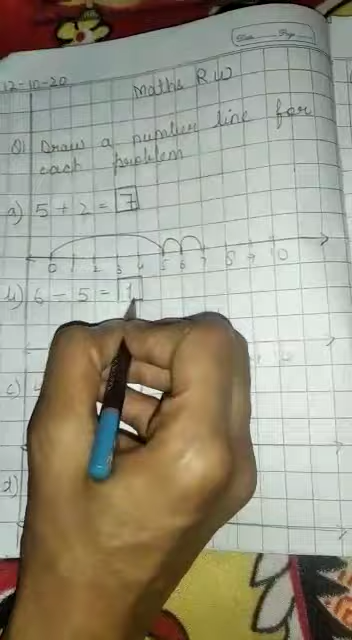 12-10-20
Maths R.W
Q1 Draw a number line for
each problem
a) 5 + 2 = 7
0 1 2 3 4 5 6 7 8 9 10
b) 6 - 5 = 1
c)
d)